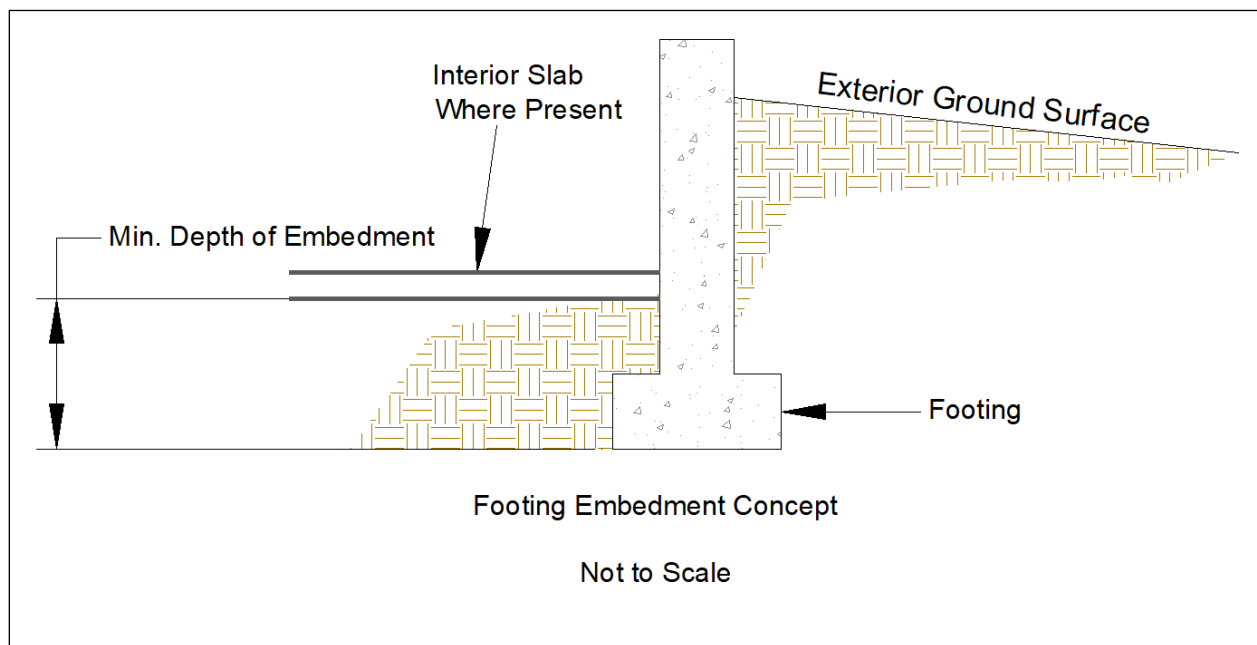 Interior Slab
Where Present
Exterior Ground Surface
Min. Depth of Embedment
Footing
Footing Embedment Concept
Not to Scale